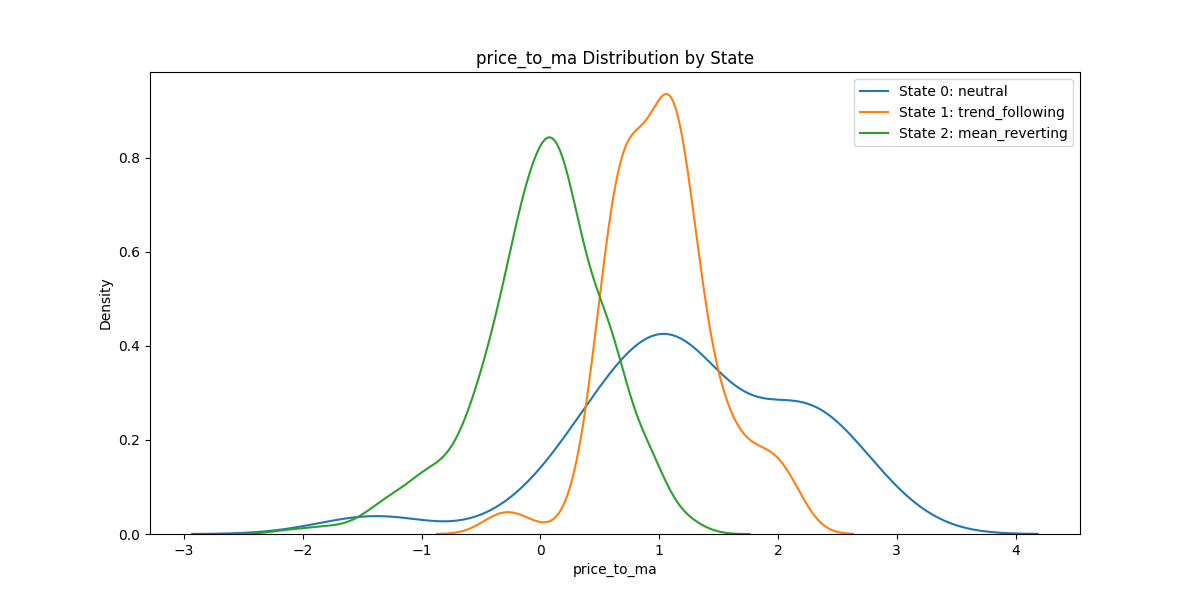 price_to_ma Distribution by State
State 0: neutral
State 1: trend_following
State 2: mean_reverting
Density
0.8
0.6
0.4
0.2
0.0
−3
−2
−1
0
1
2
3
4
price_to_ma